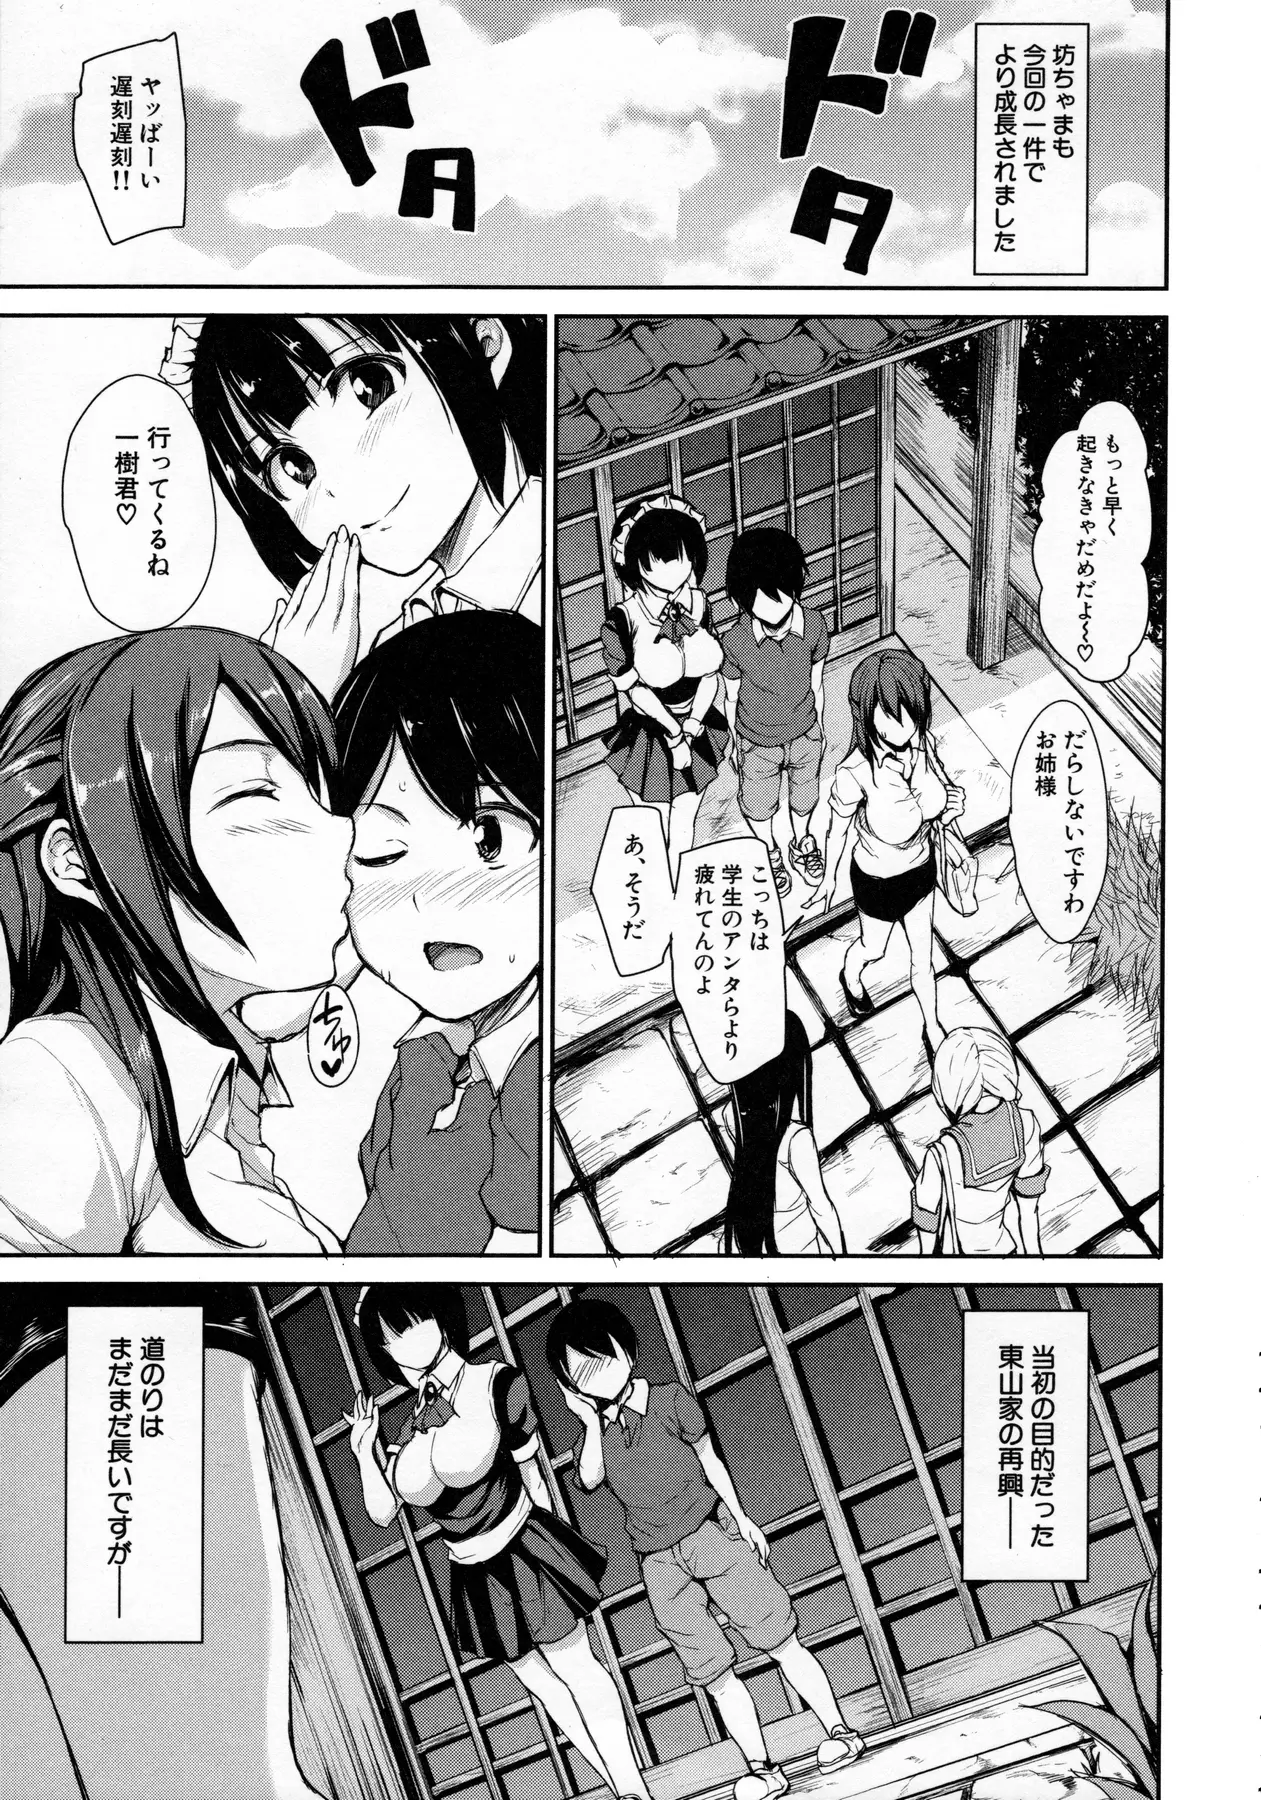 坊ちゃまも
今回の一件で
より成長されました
ドタ
ドタ
ヤッばーい
遅刻遅刻!!
もっと早く
起きなきゃだめだよ〜♡
だらしないですわ
お姉様
こっちは
学生のアンタらより
疲れてんのよ
あ、そうだ
行ってくるね
一樹君♡
ちゅ♥
当初の目的だった
東山家の再興――
道のりは
まだまだ長いですが――